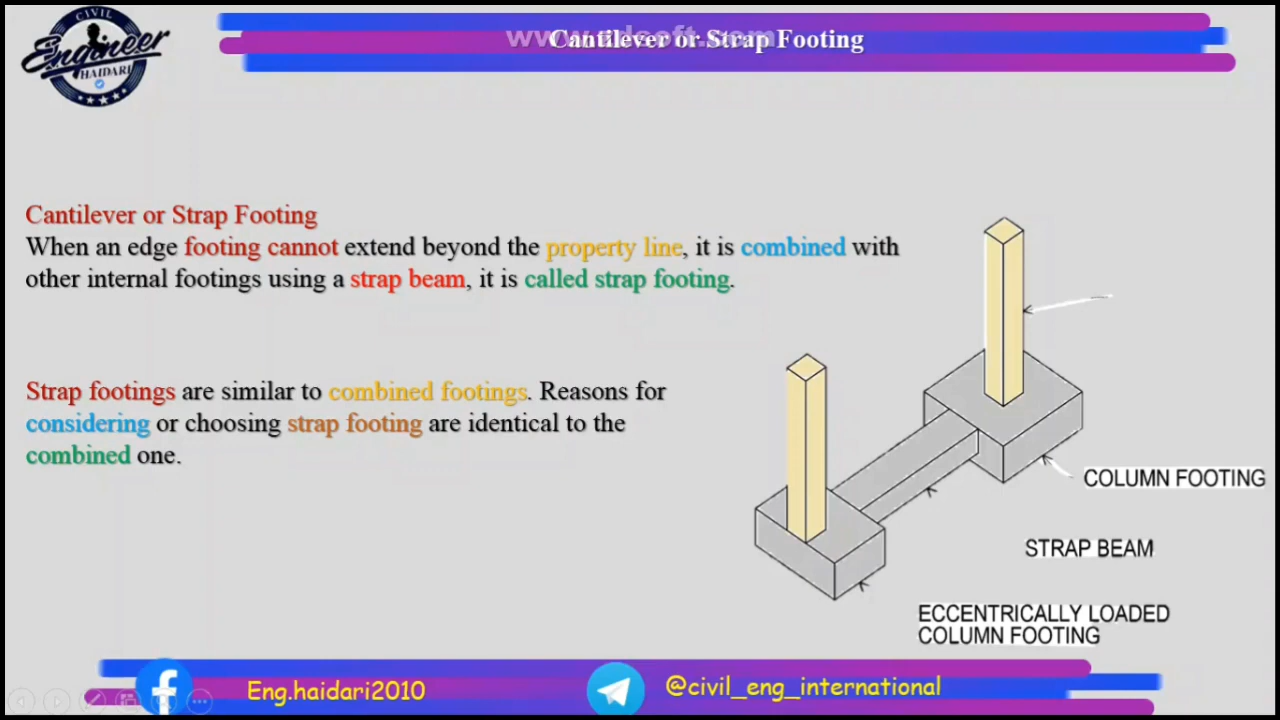 CIVIL
Engineer
HAIDARI
Cantilever or Strap Footing
Cantilever or Strap Footing
When an edge footing cannot extend beyond the property line, it is combined with
other internal footings using a strap beam, it is called strap footing.
Strap footings are similar to combined footings. Reasons for
considering or choosing strap footing are identical to the
combined one.
COLUMN FOOTING
STRAP BEAM
ECCENTRICALLY LOADED
COLUMN FOOTING
Eng.haidari2010
@civil_eng_international